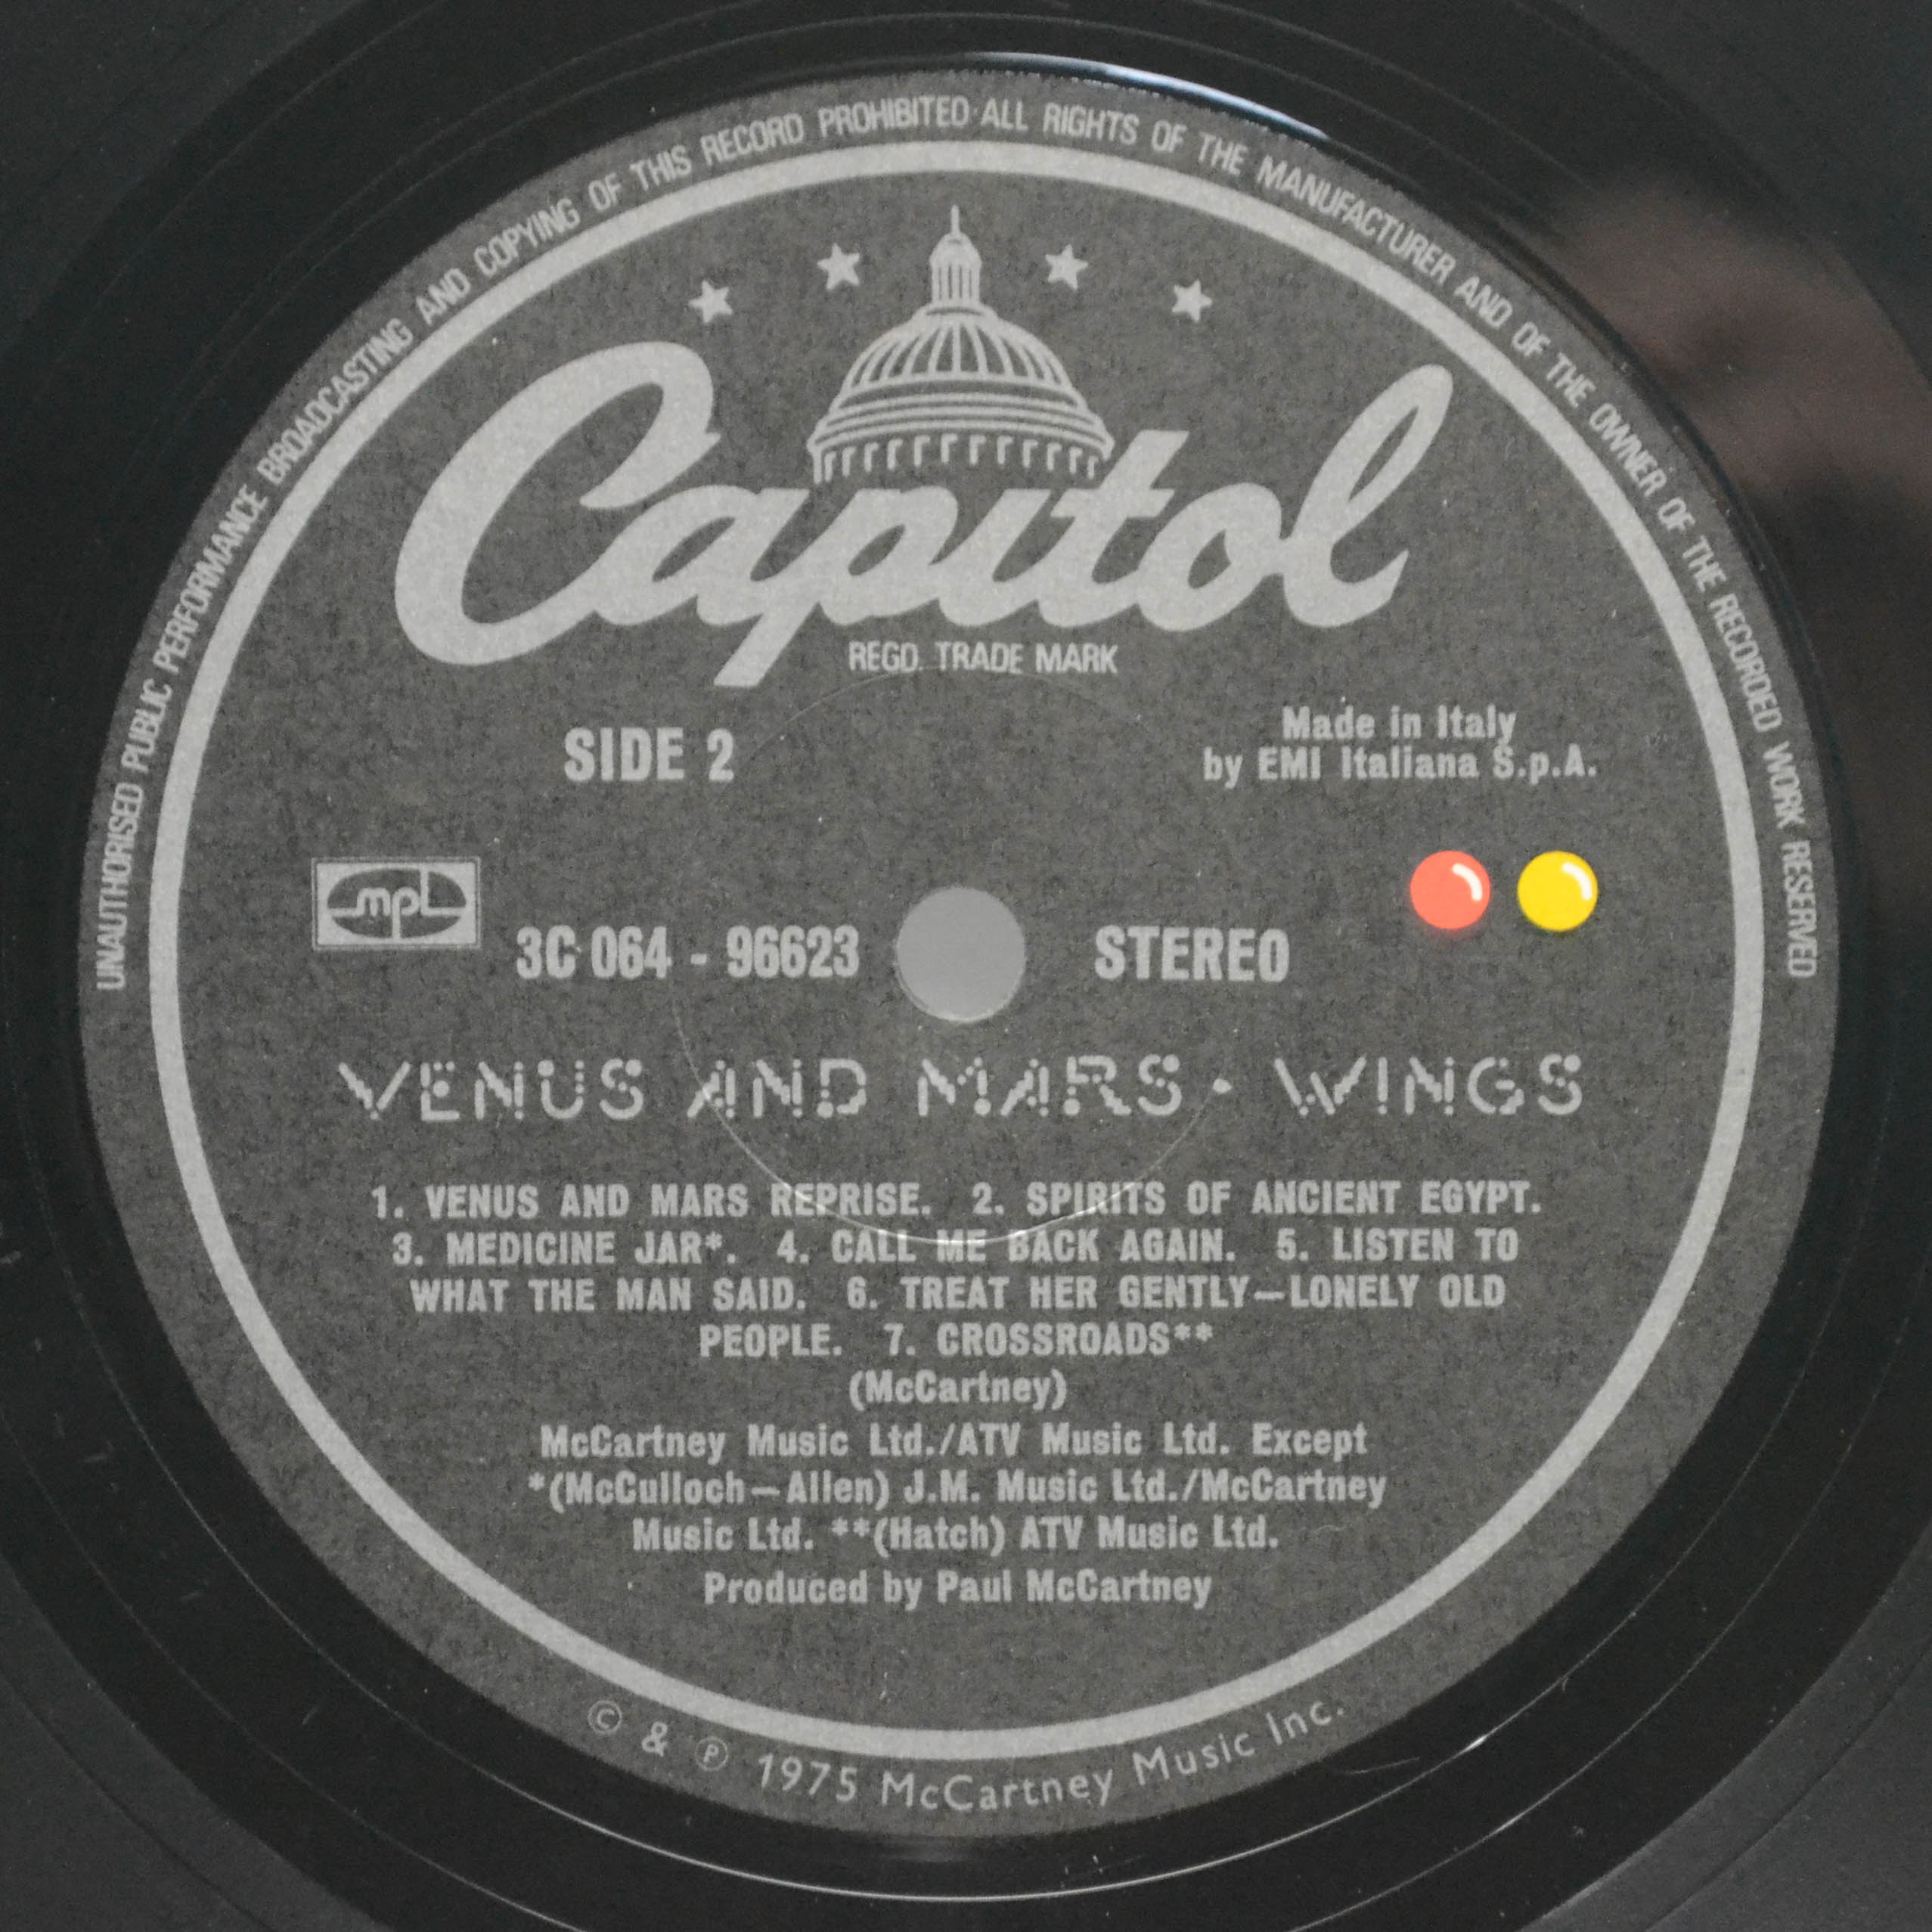 UNAUTHORISED PUBLIC PERFORMANCE BROADCASTING AND COPYING OF THIS RECORD PROHIBITED·ALL RIGHTS OF THE MANUFACTURER AND OF THE OWNER OF THE RECORDED WORK RESERVED
Capitol
REGD. TRADE MARK
SIDE 2
Made in Italy
by EMI Italiana S.p.A.
mpl
3C 064 - 96623
STEREO
VENUS AND MARS · WINGS
1. VENUS AND MARS REPRISE. 2. SPIRITS OF ANCIENT EGYPT.
3. MEDICINE JAR*. 4. CALL ME BACK AGAIN. 5. LISTEN TO
WHAT THE MAN SAID. 6. TREAT HER GENTLY—LONELY OLD
PEOPLE. 7. CROSSROADS**
(McCartney)
McCartney Music Ltd./ATV Music Ltd. Except
*(McCulloch—Allen) J.M. Music Ltd./McCartney
Music Ltd. **(Hatch) ATV Music Ltd.
Produced by Paul McCartney
© & ℗ 1975 McCartney Music Inc.